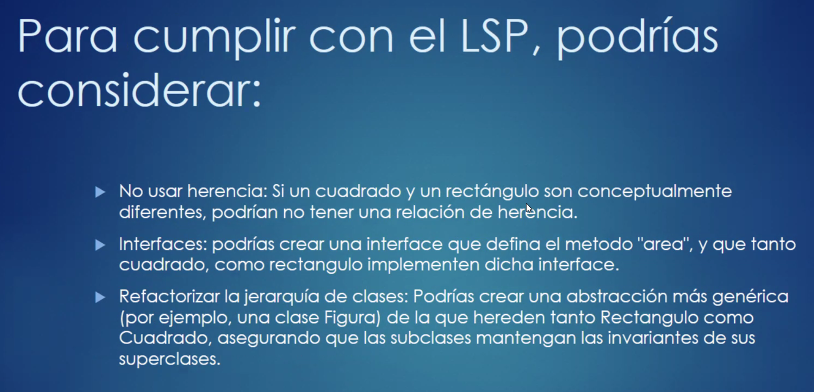 Para cumplir con el LSP, podrías
considerar:
No usar herencia: Si un cuadrado y un rectángulo son conceptualmente
diferentes, podrían no tener una relación de herencia.
Interfaces: podrías crear una interface que defina el metodo "area", y que tanto
cuadrado, como rectangulo implementen dicha interface.
Refactorizar la jerarquía de clases: Podrías crear una abstracción más genérica
(por ejemplo, una clase Figura) de la que hereden tanto Rectangulo como
Cuadrado, asegurando que las subclases mantengan las invariantes de sus
superclases.